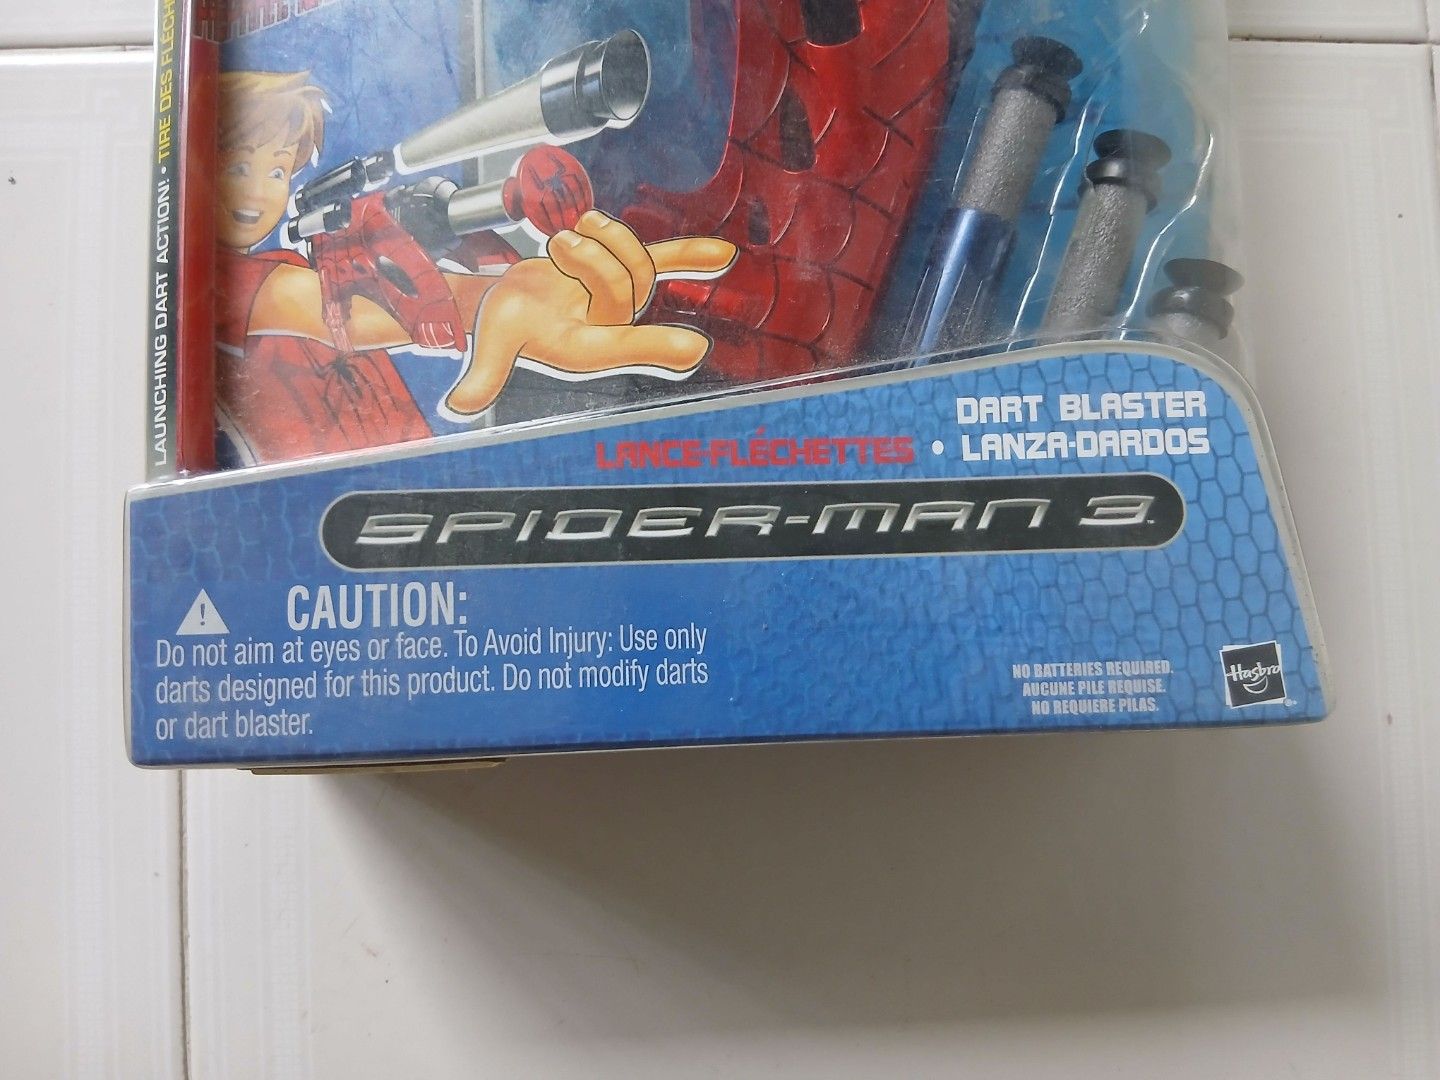 LAUNCHING DART ACTION! • TIRE DES
DART BLASTER
LANCE-FLÉCHETTES • LANZA-DARDOS
SPIDER-MAN 3™
! CAUTION:
Do not aim at eyes or face. To Avoid Injury: Use only
darts designed for this product. Do not modify darts
or dart blaster.
NO BATTERIES REQUIRED.
AUCUNE PILE REQUISE.
NO REQUIERE PILAS.
Hasbro